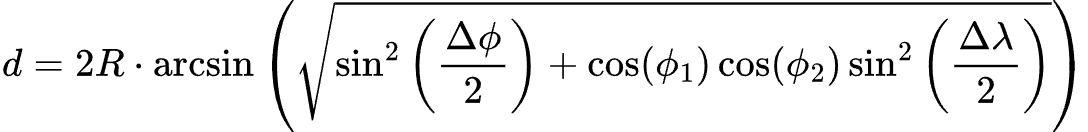 d = 2R · arcsin(√(sin²(Δϕ/2) + cos(ϕ₁) cos(ϕ₂) sin²(Δλ/2)))